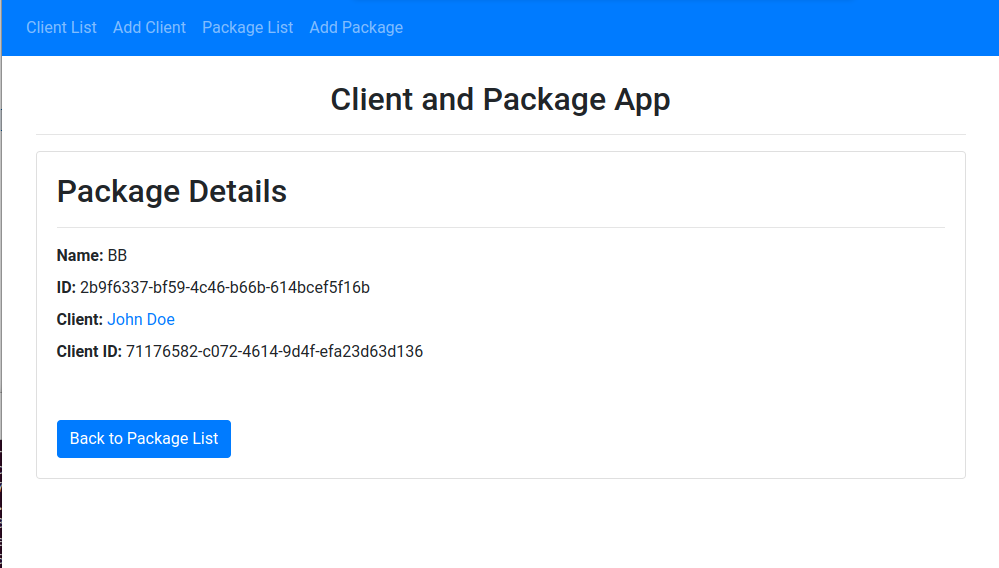 Client List Add Client Package List Add Package
Client and Package App
Package Details
Name: BB
ID: 2b9f6337-bf59-4c46-b66b-614bcef5f16b
Client: John Doe
Client ID: 71176582-c072-4614-9d4f-efa23d63d136
Back to Package List